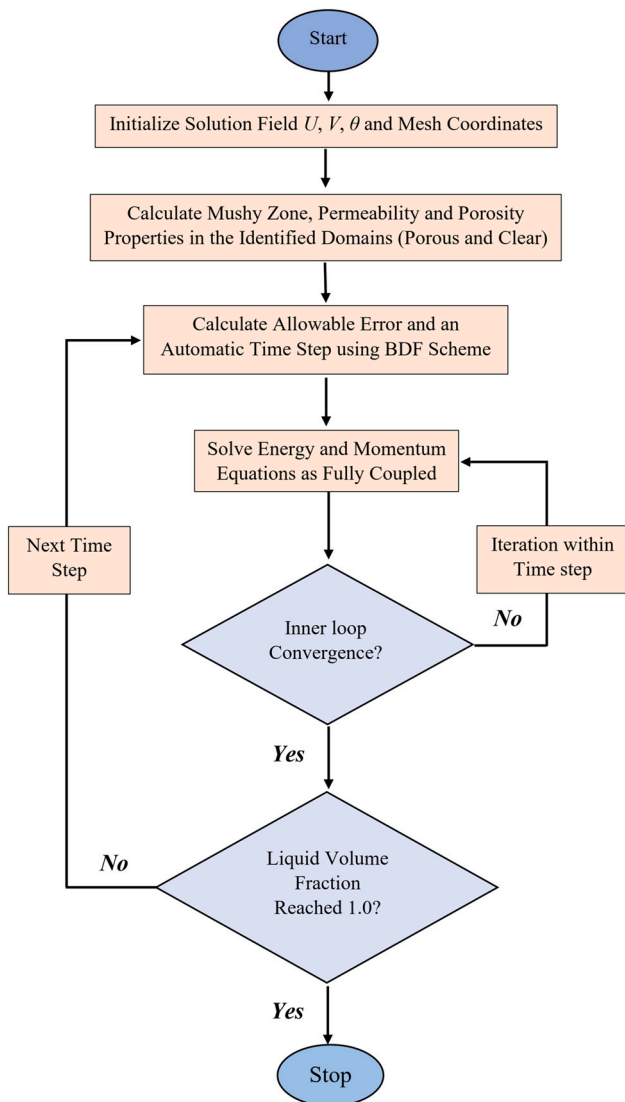 Start
Initialize Solution Field U, V, θ and Mesh Coordinates
Calculate Mushy Zone, Permeability and Porosity
Properties in the Identified Domains (Porous and Clear)
Calculate Allowable Error and an
Automatic Time Step using BDF Scheme
Solve Energy and Momentum
Equations as Fully Coupled
Next Time
Step
Iteration within
Time step
No
Inner loop
Convergence?
Yes
No
Liquid Volume
Fraction
Reached 1.0?
Yes
Stop